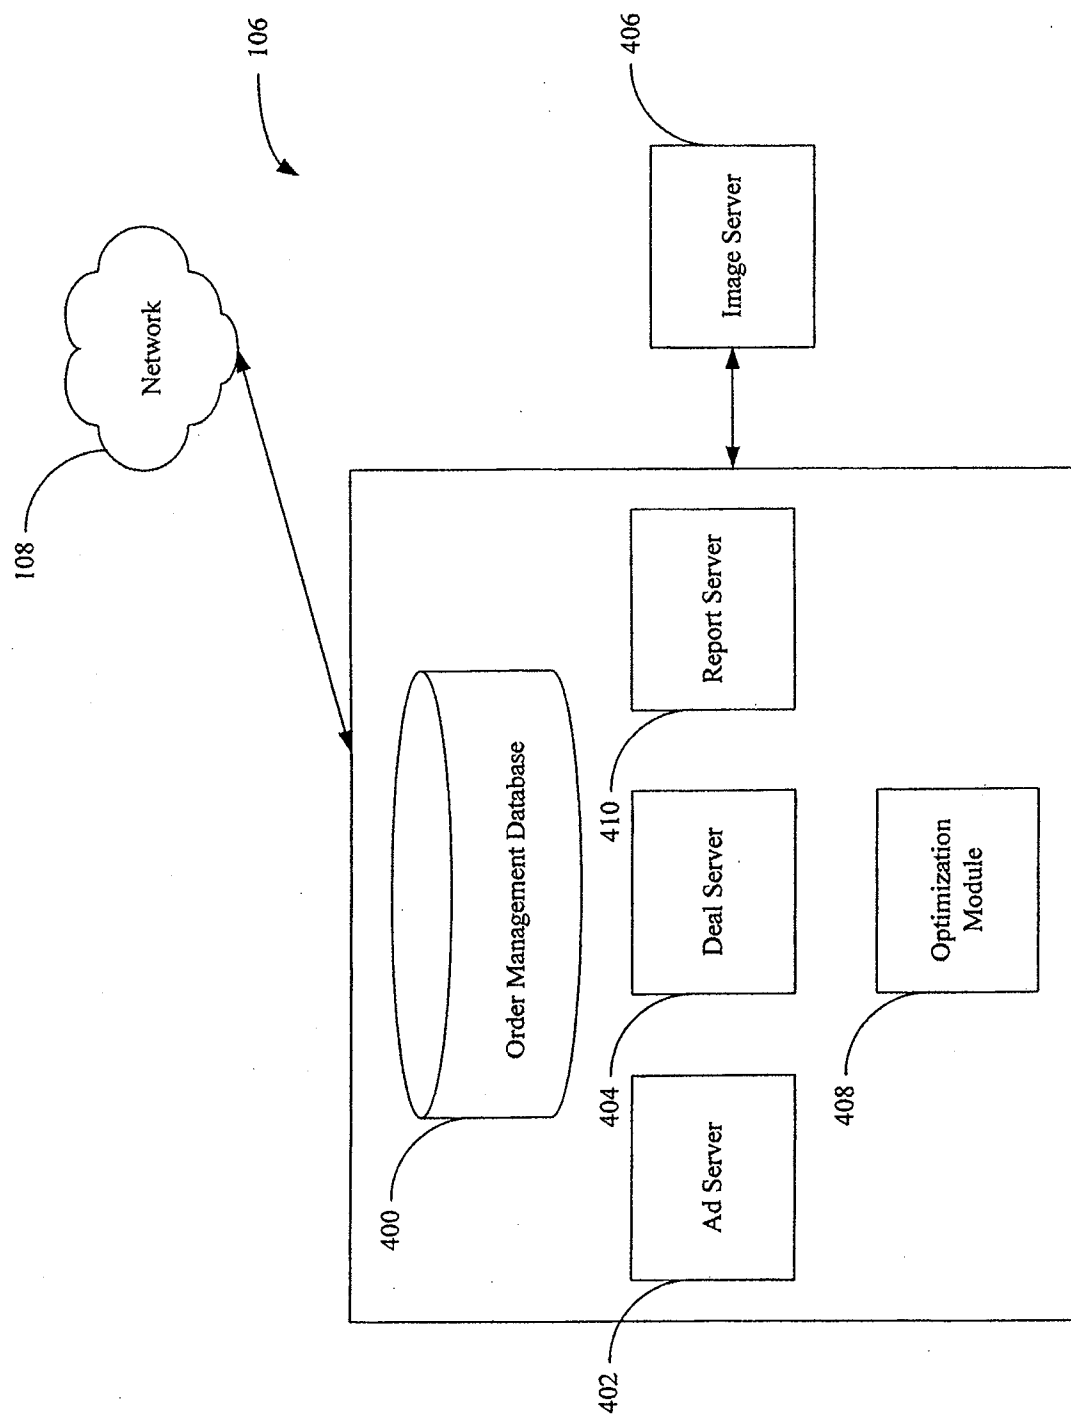 106
108
Network
400
Order Management Database
406
Image Server
402
Ad Server
404
Deal Server
410
Report Server
408
Optimization
Module